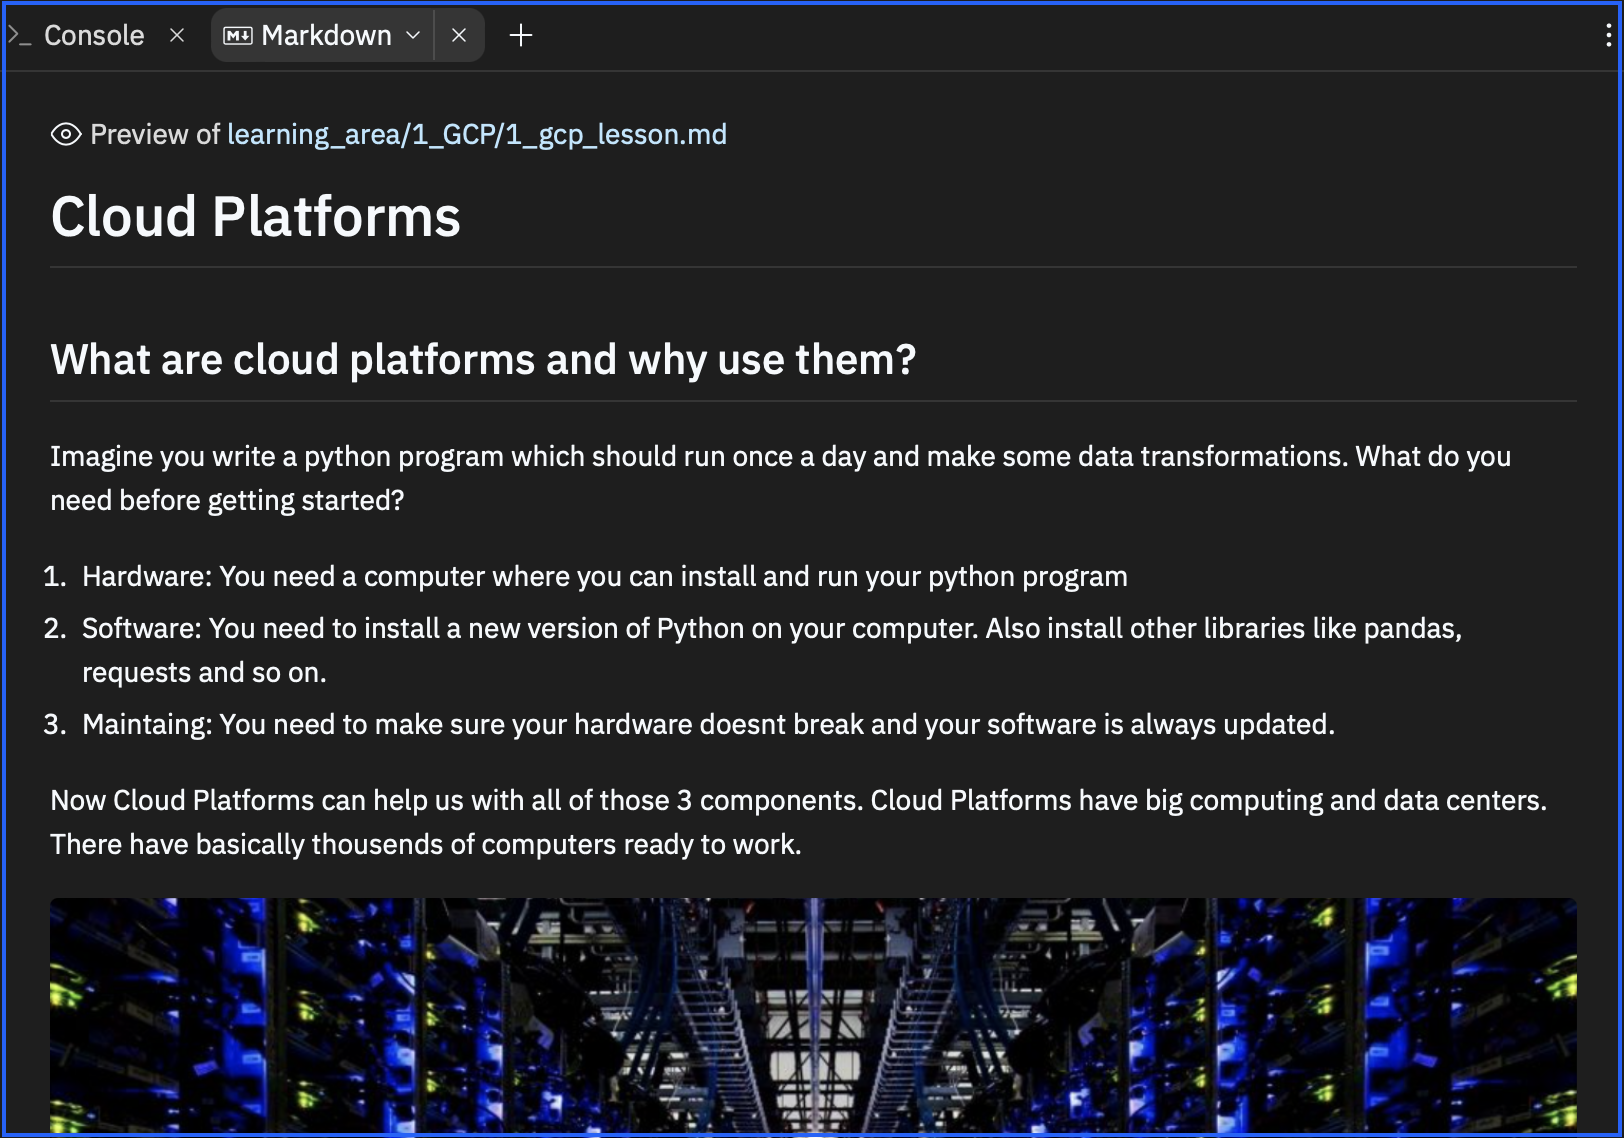 Console
Markdown
Preview of learning_area/1_GCP/1_gcp_lesson.md
Cloud Platforms
What are cloud platforms and why use them?
Imagine you write a python program which should run once a day and make some data transformations. What do you
need before getting started?
1. Hardware: You need a computer where you can install and run your python program
2. Software: You need to install a new version of Python on your computer. Also install other libraries like pandas,
requests and so on.
3. Maintaing: You need to make sure your hardware doesnt break and your software is always updated.
Now Cloud Platforms can help us with all of those 3 components. Cloud Platforms have big computing and data centers.
There have basically thousends of computers ready to work.